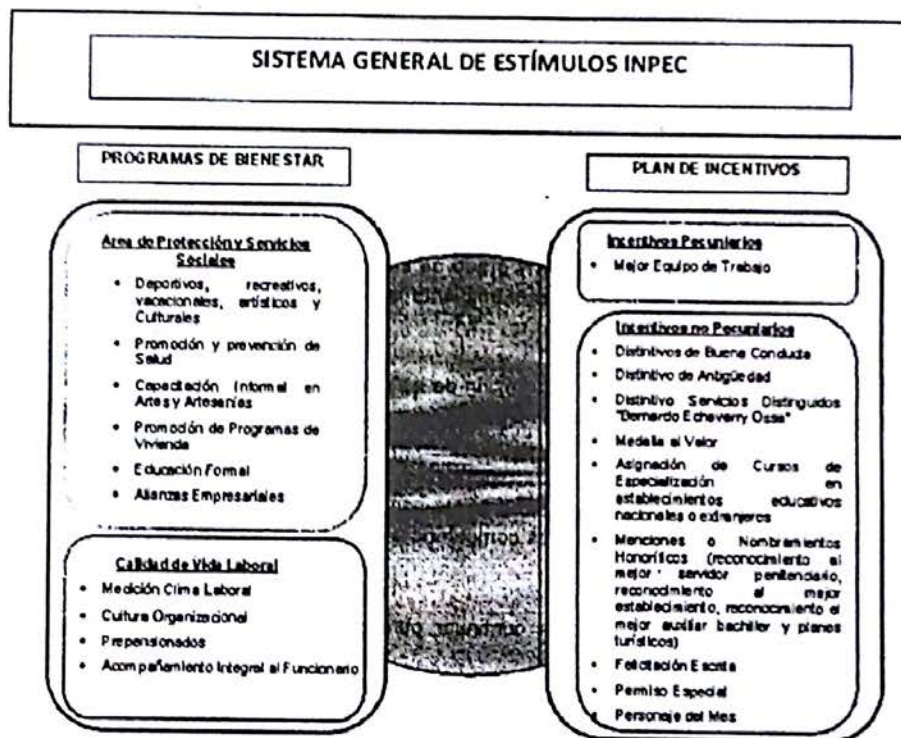 SISTEMA GENERAL DE ESTÍMULOS INPEC
PROGRAMAS DE BIENESTAR
Area de Protección y Servicios
Sociales
• Deportivos, recreativos,
vacacionales, artísticos y
Culturales
• Promoción y prevención de
Salud
• Capacitación Informal en
Artes y Artesanías
• Promoción de Programas de
Vivienda
• Educación Formal
• Alianzas Empresariales
Calidad de Vida Laboral
• Medición Clima Laboral
• Cultura Organizacional
• Prepensionados
• Acompañamiento Integral al Funcionario
PLAN DE INCENTIVOS
Incentivos Pecuniarios
• Mejor Equipo de Trabajo
Incentivos no Pecuniarios
• Distintivos de Buena Conducta
• Distintivo de Antigüedad
• Distintivo Servicios Distinguidos
"Bernardo Echeverry Ossa"
• Medalla al Valor
• Asignación de Cursos de
Especialización en
establecimientos educativos
nacionales o extranjeros
• Menciones o Nombramientos
Honoríficos (reconocimiento al
mejor servidor penitenciario,
reconocimiento al mejor
establecimiento, reconocimiento el
mejor auxiliar bachiller y planes
turísticos)
• Felicitación Escrita
• Permiso Especial
• Personaje del Mes